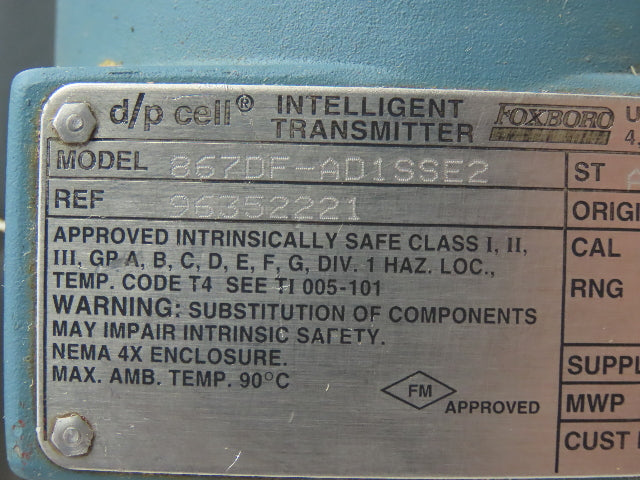 d/p cell® INTELLIGENT TRANSMITTER FOXBORO
MODEL 867DF-AD1SSE2 ST
REF 96352221 ORIGI
APPROVED INTRINSICALLY SAFE CLASS I, II,
III, GP A, B, C, D, E, F, G, DIV. 1 HAZ. LOC.,
TEMP. CODE T4 SEE TI 005-101
WARNING: SUBSTITUTION OF COMPONENTS
MAY IMPAIR INTRINSIC SAFETY.
NEMA 4X ENCLOSURE.
MAX. AMB. TEMP. 90°C
FM APPROVED
CAL
RNG
SUPPL
MWP
CUST